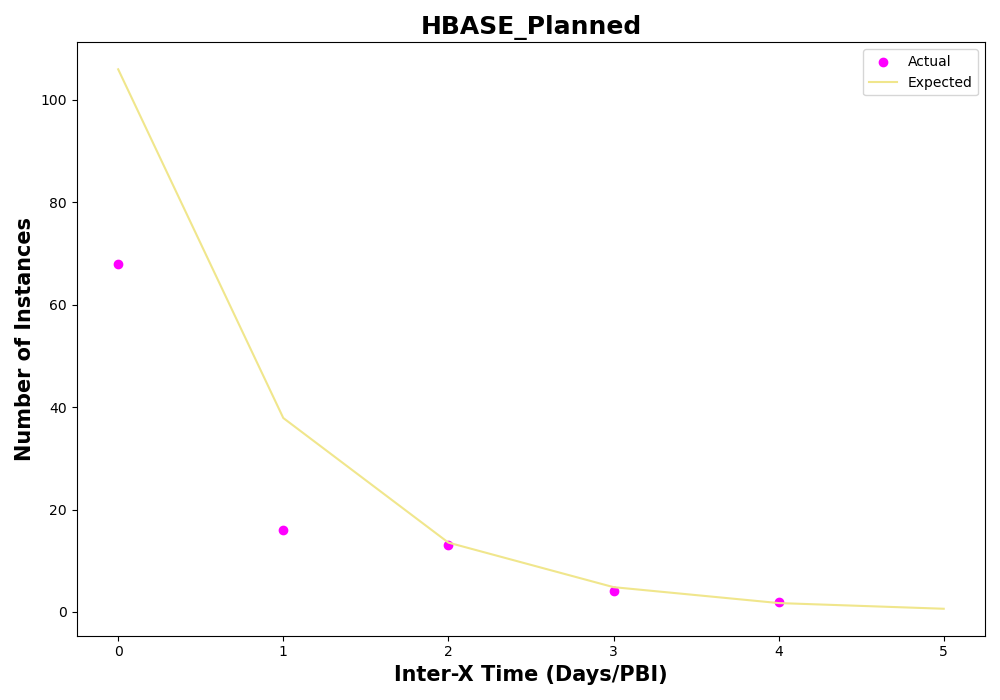 HBASE_Planned
Actual
Expected
Number of Instances
100
80
60
40
20
0
0 1 2 3 4 5
Inter-X Time (Days/PBI)